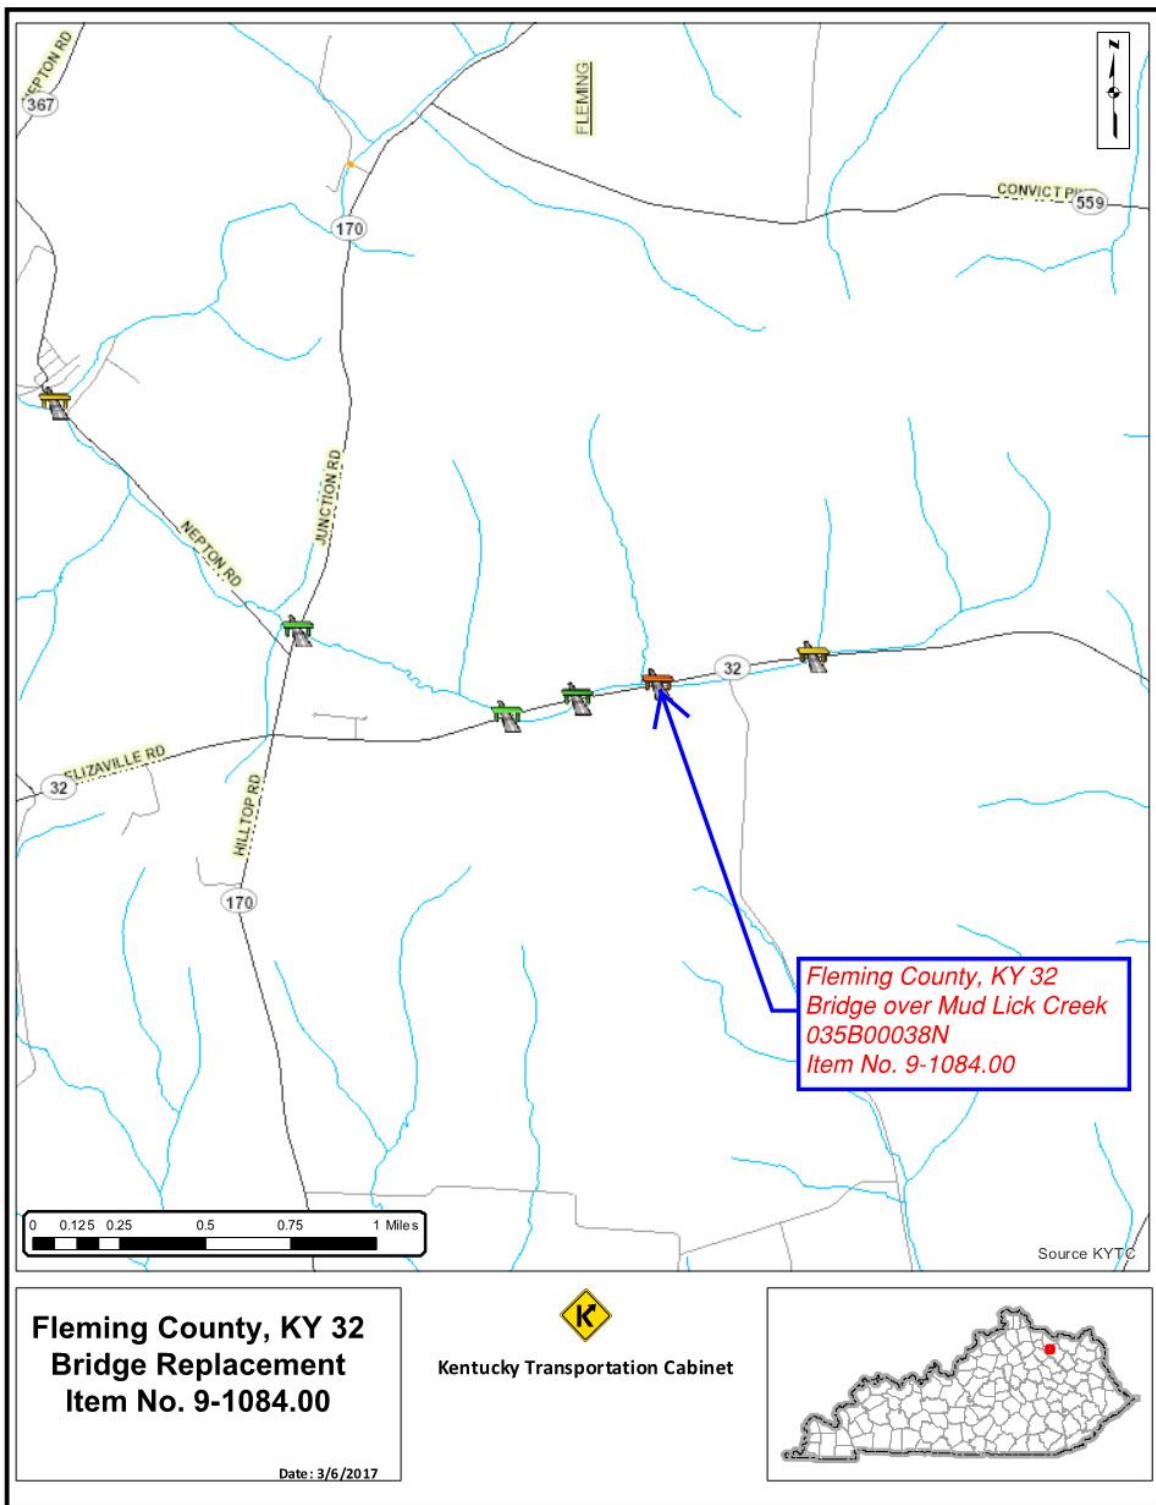 NEPTON RD
367
FLEMING
N
CONVICT
559
170
JUNCTION RD
NEPTON RD
32
ELIZAVILLE RD
32
HILLTOP RD
170
Fleming County, KY 32
Bridge over Mud Lick Creek
035B00038N
Item No. 9-1084.00
0 0.125 0.25 0.5 0.75 1 Miles
Source KYTC
Fleming County, KY 32
Bridge Replacement
Item No. 9-1084.00
Date: 3/6/2017
K
Kentucky Transportation Cabinet